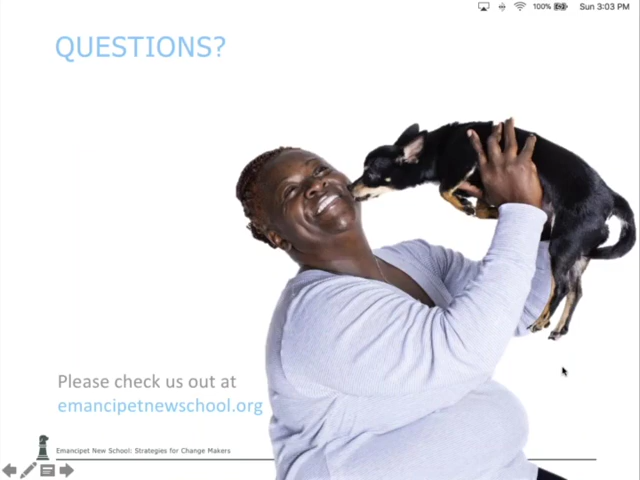 100% Sun 3:03 PM
QUESTIONS?
Please check us out at
emancipetnewschool.org
Emancipet New School: Strategies for Change Makers